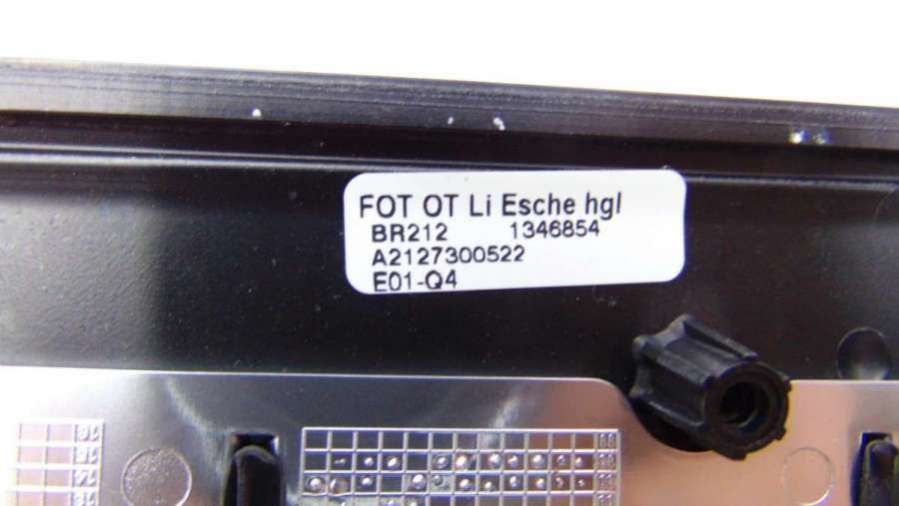 FOT OT Li Esche hgl
BR212 1346854
A2127300522
E01-Q4